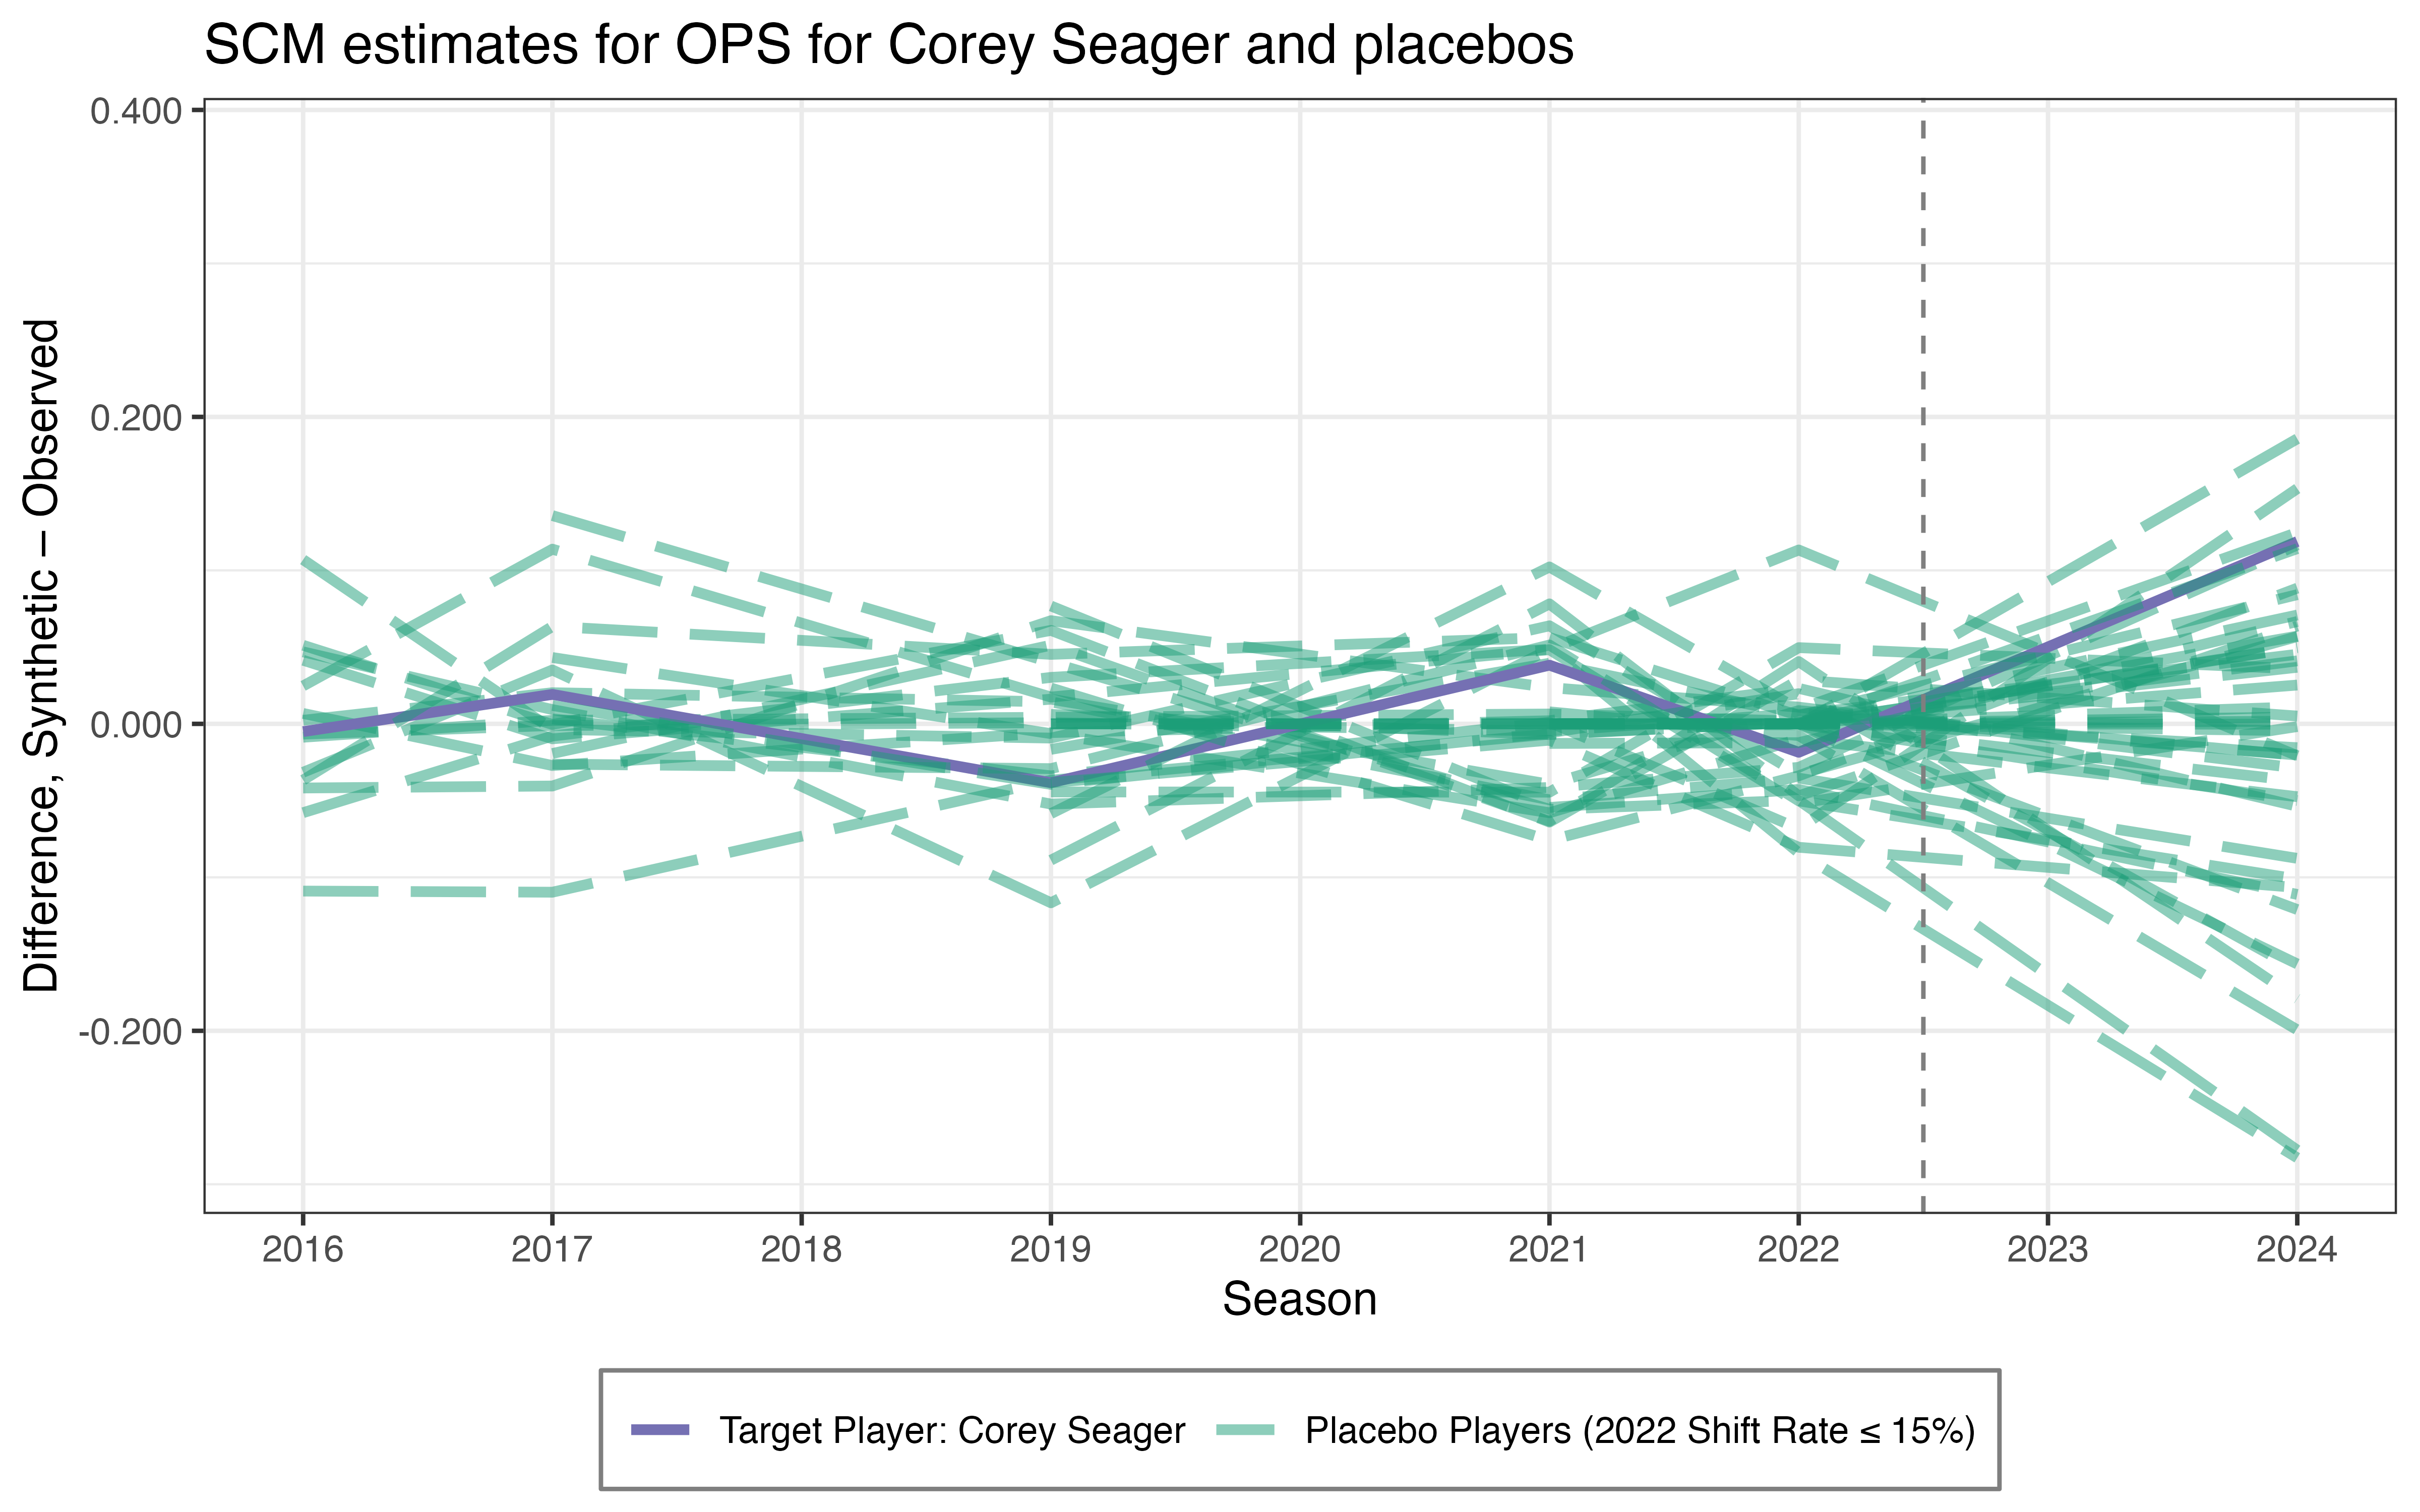 SCM estimates for OPS for Corey Seager and placebos
Difference, Synthetic – Observed
0.400
0.200
0.000
-0.200
2016 2017 2018 2019 2020 2021 2022 2023 2024
Season
Target Player: Corey Seager Placebo Players (2022 Shift Rate ≤ 15%)